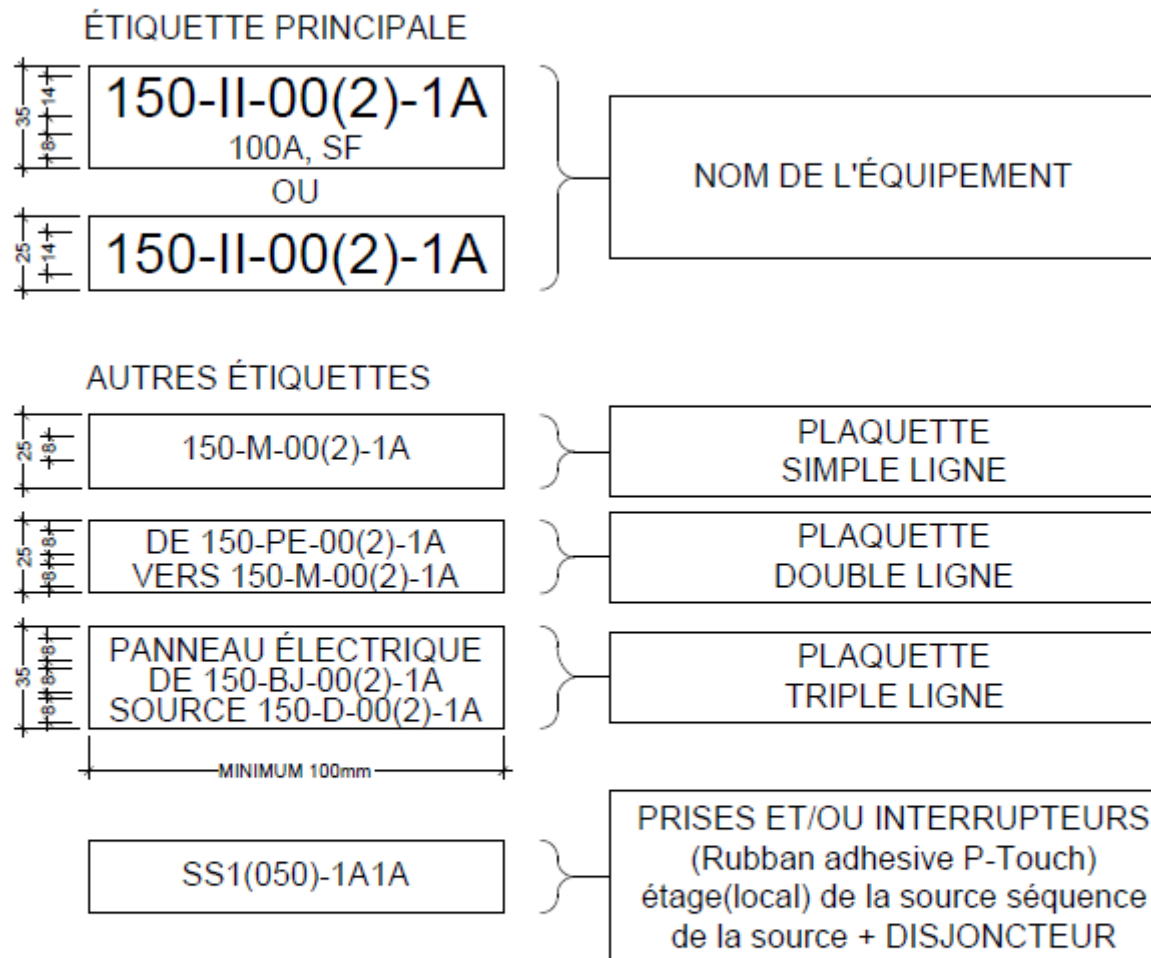 ÉTIQUETTE PRINCIPALE
35
14
8
150-II-00(2)-1A
100A, SF
OU
25
14
150-II-00(2)-1A
NOM DE L'ÉQUIPEMENT
AUTRES ÉTIQUETTES
25
8
150-M-00(2)-1A
PLAQUETTE
SIMPLE LIGNE
25
8
8
DE 150-PE-00(2)-1A
VERS 150-M-00(2)-1A
PLAQUETTE
DOUBLE LIGNE
35
8
8
8
PANNEAU ÉLECTRIQUE
DE 150-BJ-00(2)-1A
SOURCE 150-D-00(2)-1A
PLAQUETTE
TRIPLE LIGNE
MINIMUM 100mm
SS1(050)-1A1A
PRISES ET/OU INTERRUPTEURS
(Rubban adhesive P-Touch)
étage(local) de la source séquence
de la source + DISJONCTEUR